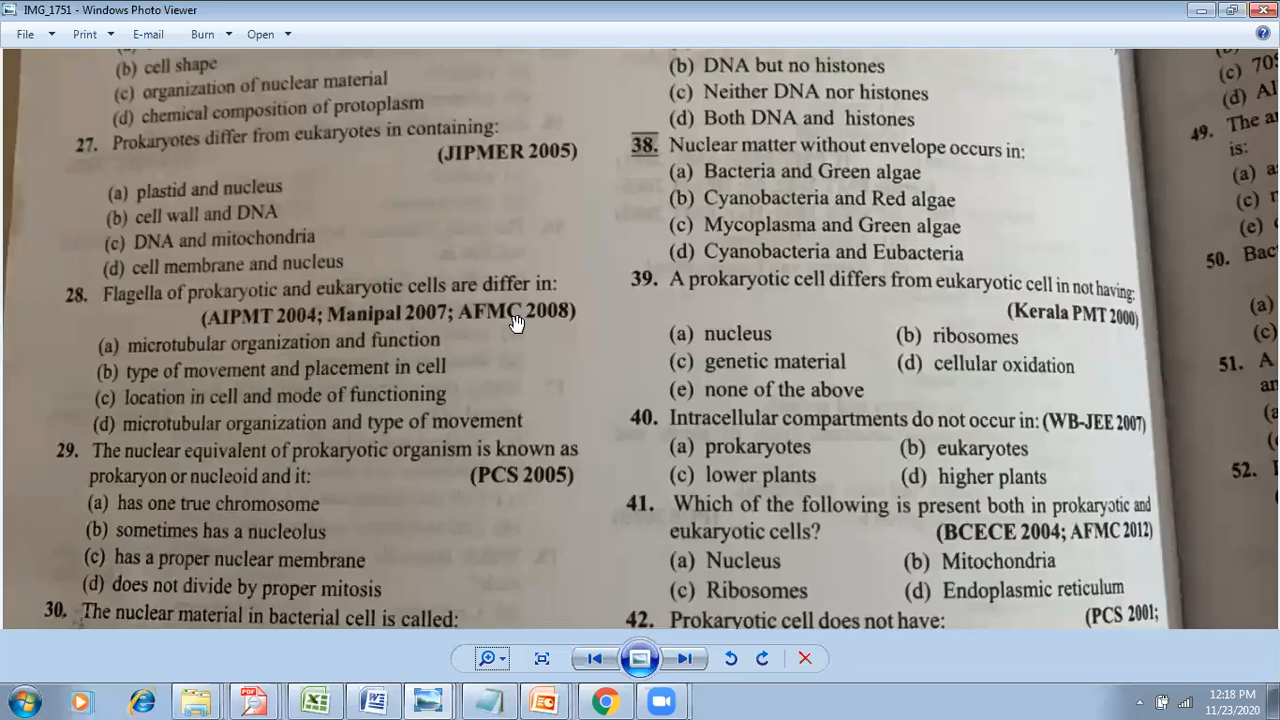 IMG_1751 - Windows Photo Viewer
File Print E-mail Burn Open
(b) cell shape
(c) organization of nuclear material
(d) chemical composition of protoplasm
27. Prokaryotes differ from eukaryotes in containing:
(JIPMER 2005)
(a) plastid and nucleus
(b) cell wall and DNA
(c) DNA and mitochondria
(d) cell membrane and nucleus
28. Flagella of prokaryotic and eukaryotic cells are differ in:
(AIPMT 2004; Manipal 2007; AFMC 2008)
(a) microtubular organization and function
(b) type of movement and placement in cell
(c) location in cell and mode of functioning
(d) microtubular organization and type of movement
29. The nuclear equivalent of prokaryotic organism is known as
prokaryon or nucleoid and it: (PCS 2005)
(a) has one true chromosome
(b) sometimes has a nucleolus
(c) has a proper nuclear membrane
(d) does not divide by proper mitosis
30. The nuclear material in bacterial cell is called:
(b) DNA but no histones
(c) Neither DNA nor histones
(d) Both DNA and histones
38. Nuclear matter without envelope occurs in:
(a) Bacteria and Green algae
(b) Cyanobacteria and Red algae
(c) Mycoplasma and Green algae
(d) Cyanobacteria and Eubacteria
39. A prokaryotic cell differs from eukaryotic cell in not having:
(Kerala PMT 2000)
(a) nucleus (b) ribosomes
(c) genetic material (d) cellular oxidation
(e) none of the above
40. Intracellular compartments do not occur in: (WB-JEE 2007)
(a) prokaryotes (b) eukaryotes
(c) lower plants (d) higher plants
41. Which of the following is present both in prokaryotic and
eukaryotic cells? (BCECE 2004; AFMC 2012)
(a) Nucleus (b) Mitochondria
(c) Ribosomes (d) Endoplasmic reticulum
42. Prokaryotic cell does not have: (PCS 2001;
(c) 70S
(d)
49. The
is:
(a)
(c)
(e)
50.
(a)
(c)
51. A
(a)
52.
12:18 PM
11/23/2020